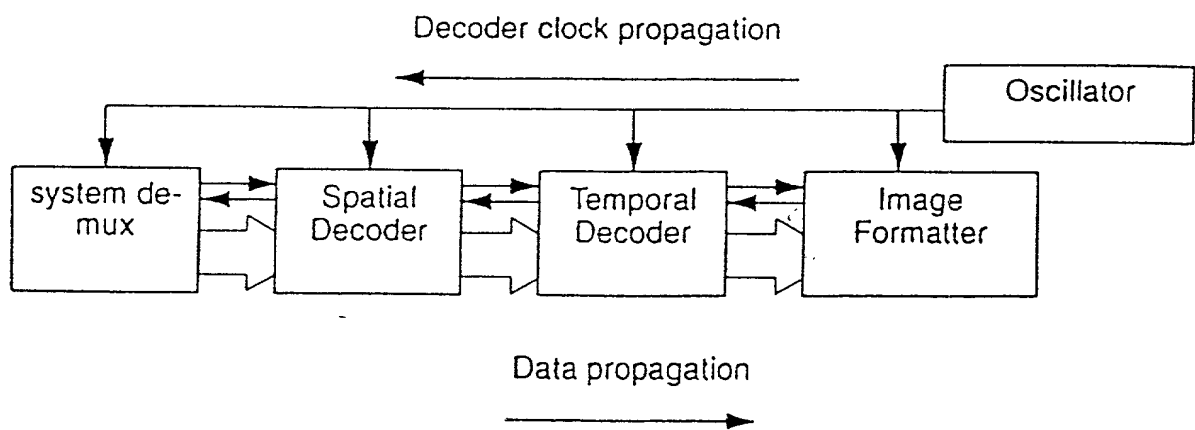 Decoder clock propagation
Oscillator
system de-
mux
Spatial
Decoder
Temporal
Decoder
Image
Formatter
Data propagation